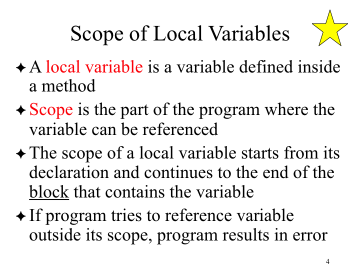 Scope of Local Variables
✦ A local variable is a variable defined inside
a method
✦ Scope is the part of the program where the
variable can be referenced
✦ The scope of a local variable starts from its
declaration and continues to the end of the
block that contains the variable
✦ If program tries to reference variable
outside its scope, program results in error
4